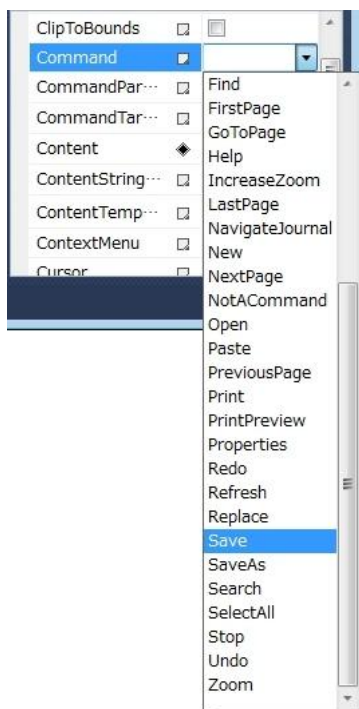 ClipToBounds
Command
CommandPar...
CommandTar...
Content
ContentString...
ContentTemp...
ContextMenu
Cursor
Find
FirstPage
GoToPage
Help
IncreaseZoom
LastPage
NavigateJournal
New
NextPage
NotACommand
Open
Paste
PreviousPage
Print
PrintPreview
Properties
Redo
Refresh
Replace
Save
SaveAs
Search
SelectAll
Stop
Undo
Zoom